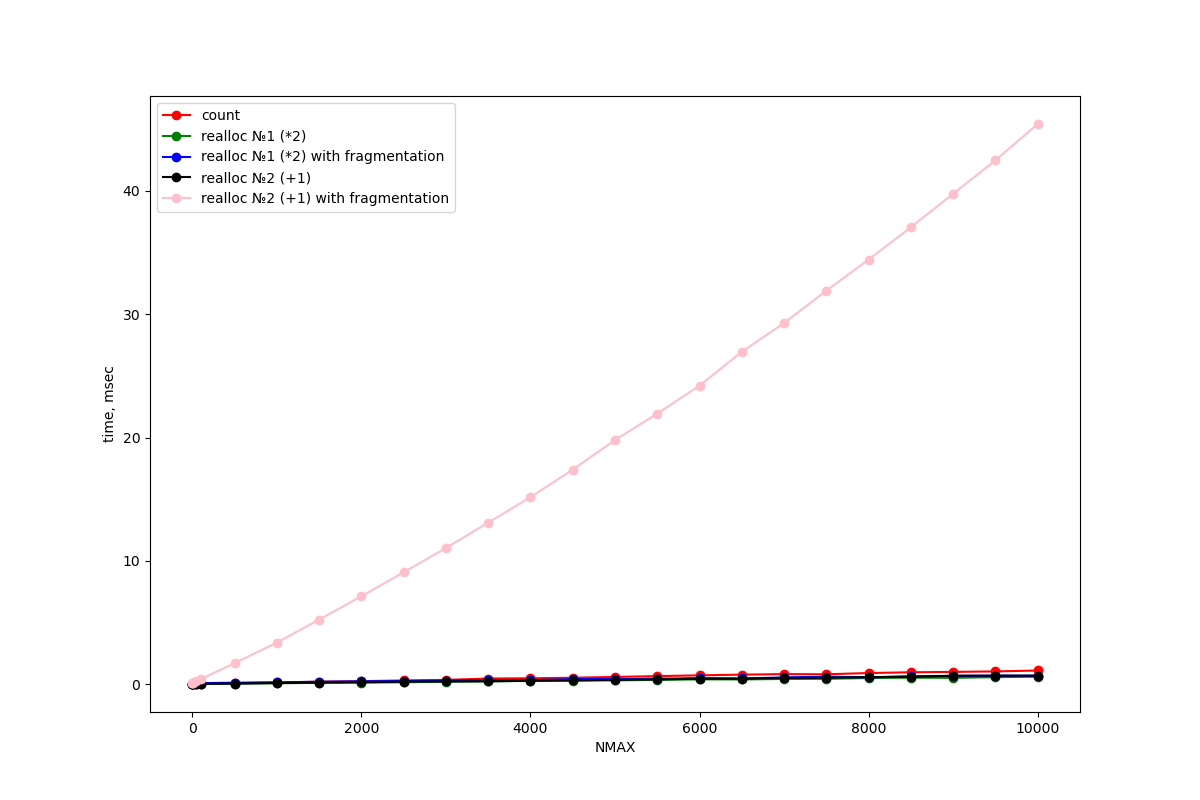 count
realloc №1 (*2)
realloc №1 (*2) with fragmentation
realloc №2 (+1)
realloc №2 (+1) with fragmentation
time, msec
40
30
20
10
0
0 2000 4000 6000 8000 10000
NMAX